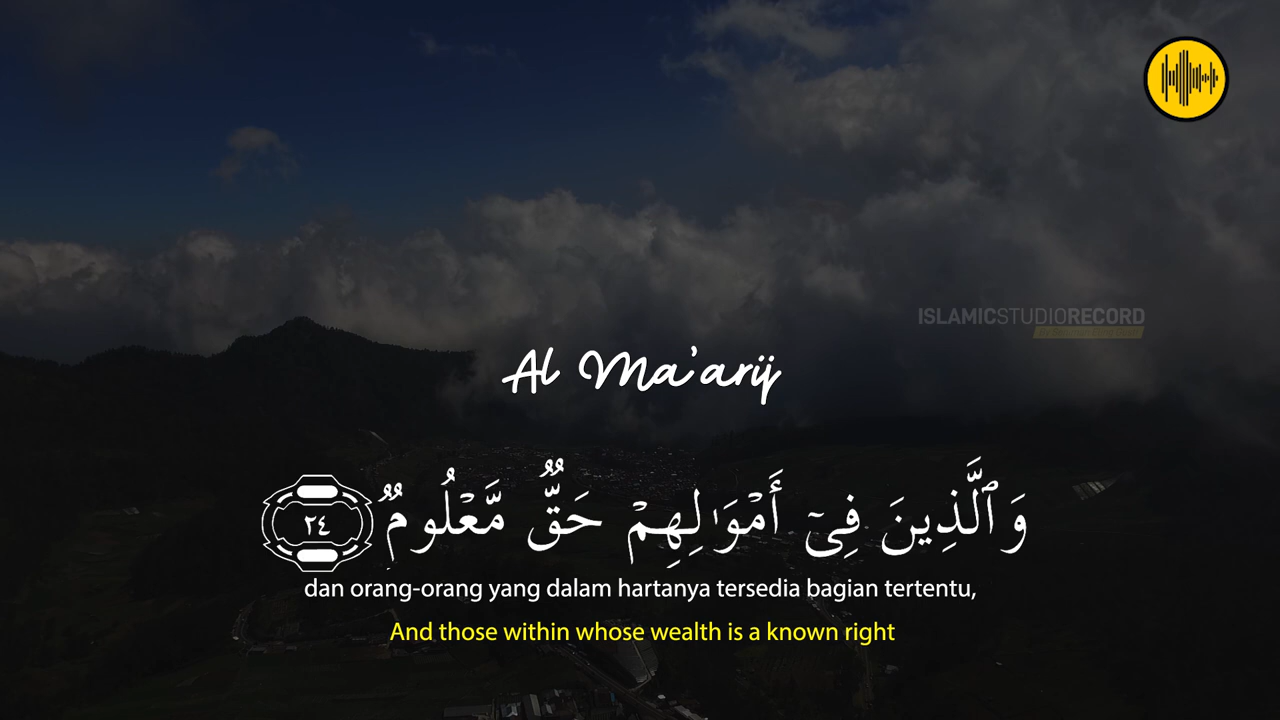 ISLAMICSTUDIORECORD
Al Ma'arij
وَٱلَّذِينَ فِىٓ أَمْوَٰلِهِمْ حَقٌّ مَّعْلُومٌ ٢٤
dan orang-orang yang dalam hartanya tersedia bagian tertentu,
And those within whose wealth is a known right